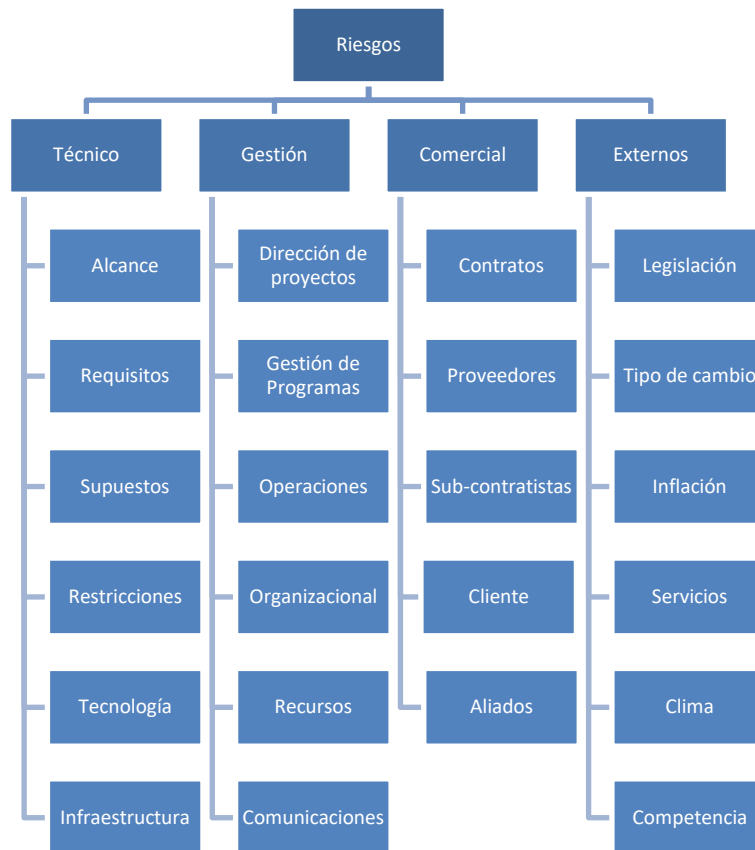 Riesgos
Técnico
Gestión
Comercial
Externos
Alcance
Dirección de
proyectos
Contratos
Legislación
Requisitos
Gestión de
Programas
Proveedores
Tipo de cambio
Supuestos
Operaciones
Sub-contratistas
Inflación
Restricciones
Organizacional
Cliente
Servicios
Tecnología
Recursos
Aliados
Clima
Infraestructura
Comunicaciones
Competencia